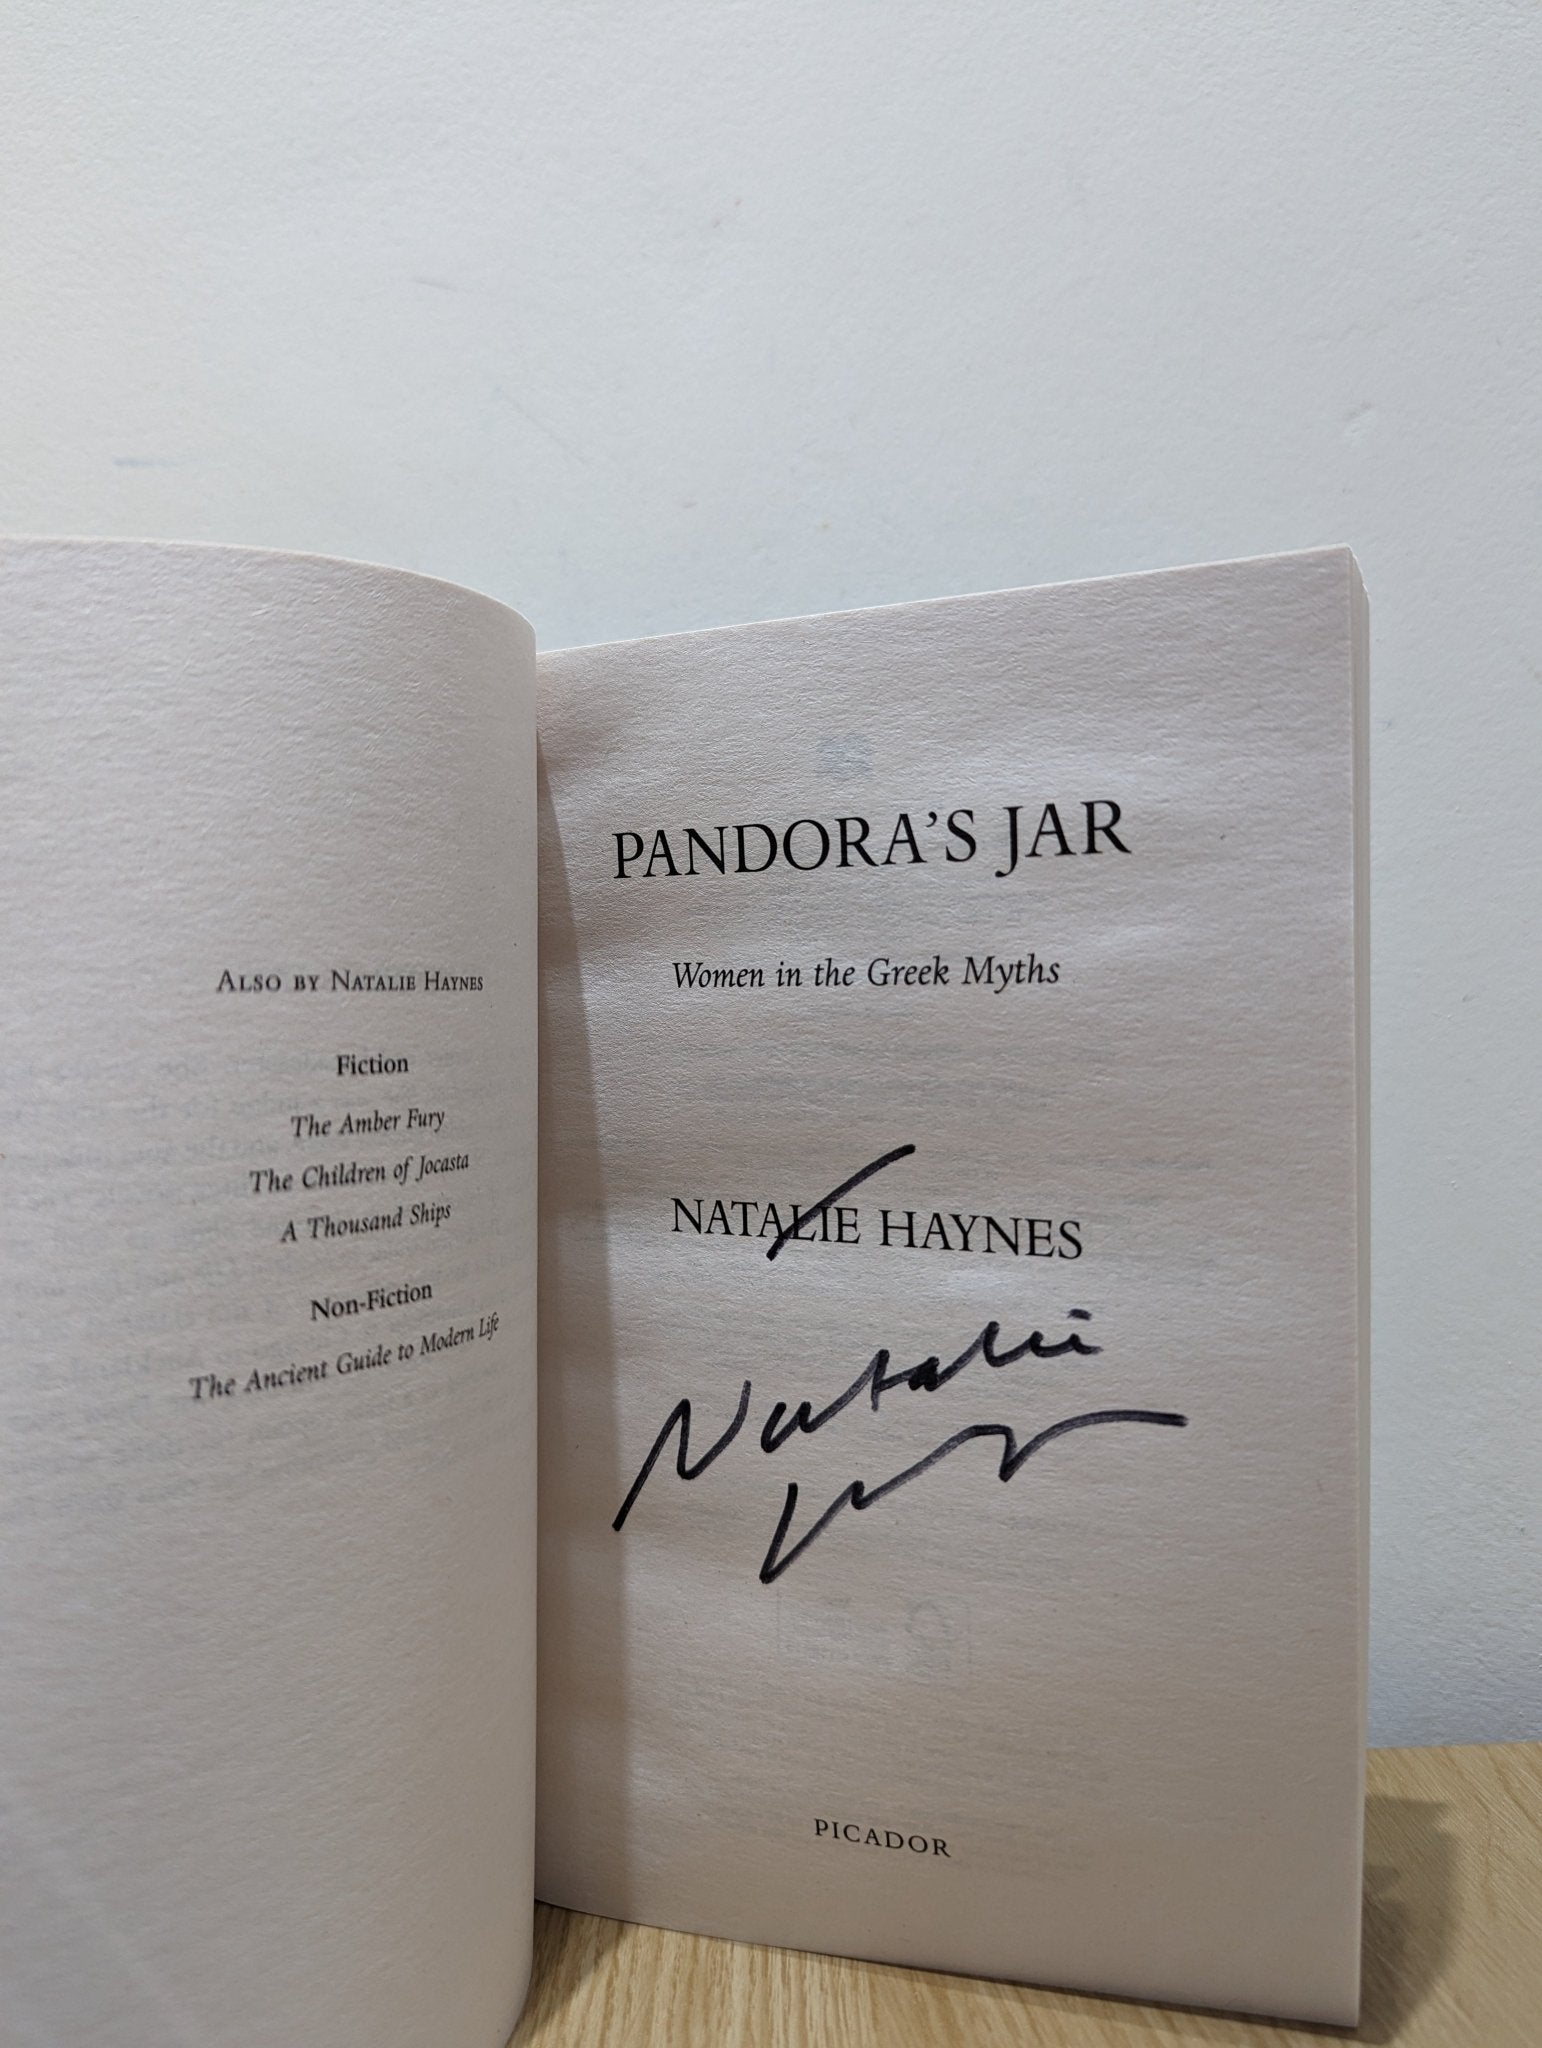 ALSO BY NATALIE HAYNES
Fiction
The Amber Fury
The Children of Jocasta
A Thousand Ships
Non-Fiction
The Ancient Guide to Modern Life
PANDORA'S JAR
Women in the Greek Myths
NATALIE HAYNES
Natalie
PICADOR